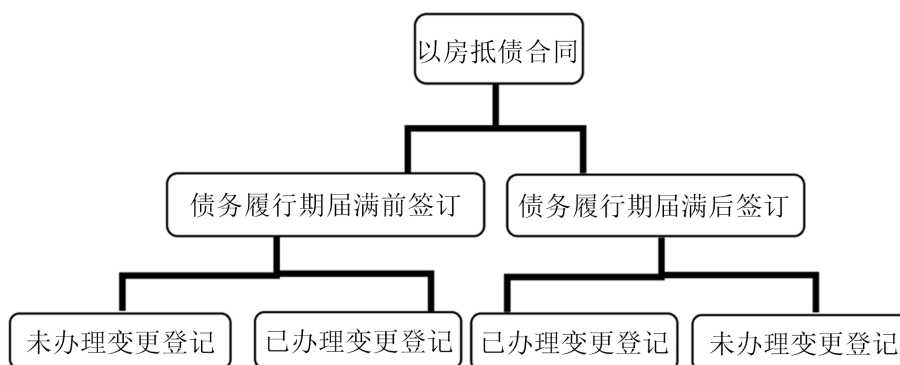 以房抵债合同
债务履行期届满前签订
债务履行期届满后签订
未办理变更登记
已办理变更登记
已办理变更登记
未办理变更登记